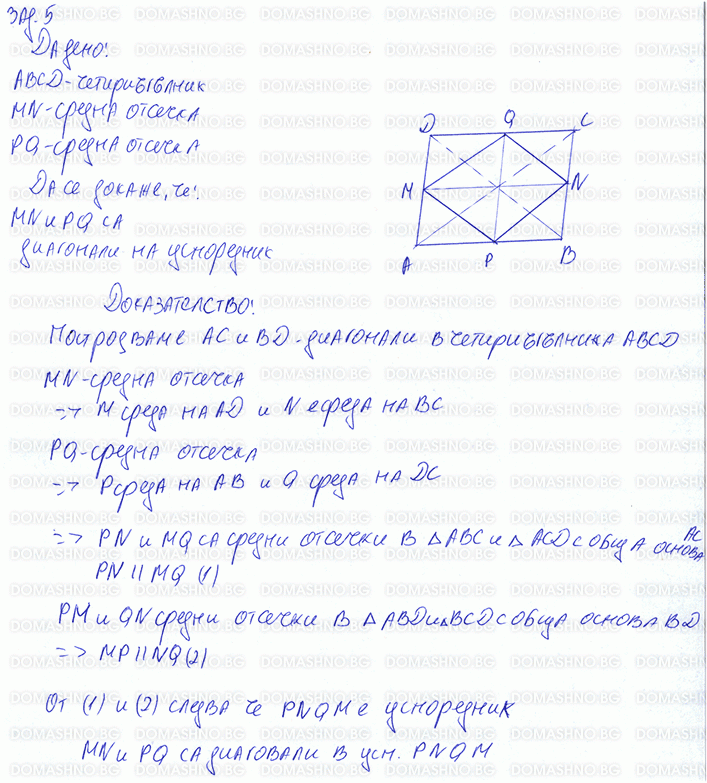 Зад. 5
Дадено:
ABCD-четириъгълник
MN-средна отсечка
PQ-средна отсечка
Да се докаже, че:
MN и PQ са
диагонали на успоредник
D Q C
M N
A P B
Доказателство:
Построзваме AC и BD-диагонали в четириъгълника ABCD
MN-средна отсечка
=> M среда на AD и N е среда на BC
PQ-средна отсечка
=> P среда на AB и Q среда на DC
=> PN и MQ са средни отсечки в △ABC и △ACD с обща основа AC
PN || MQ (1)
PM и QN средни отсечки в △ABD и △BCD с обща основа BD
=> MP || NQ (2)
От (1) и (2) следва че PNQM е успоредник
MN и PQ са диаговали в усп. PNQM
DOMASHNO.BG